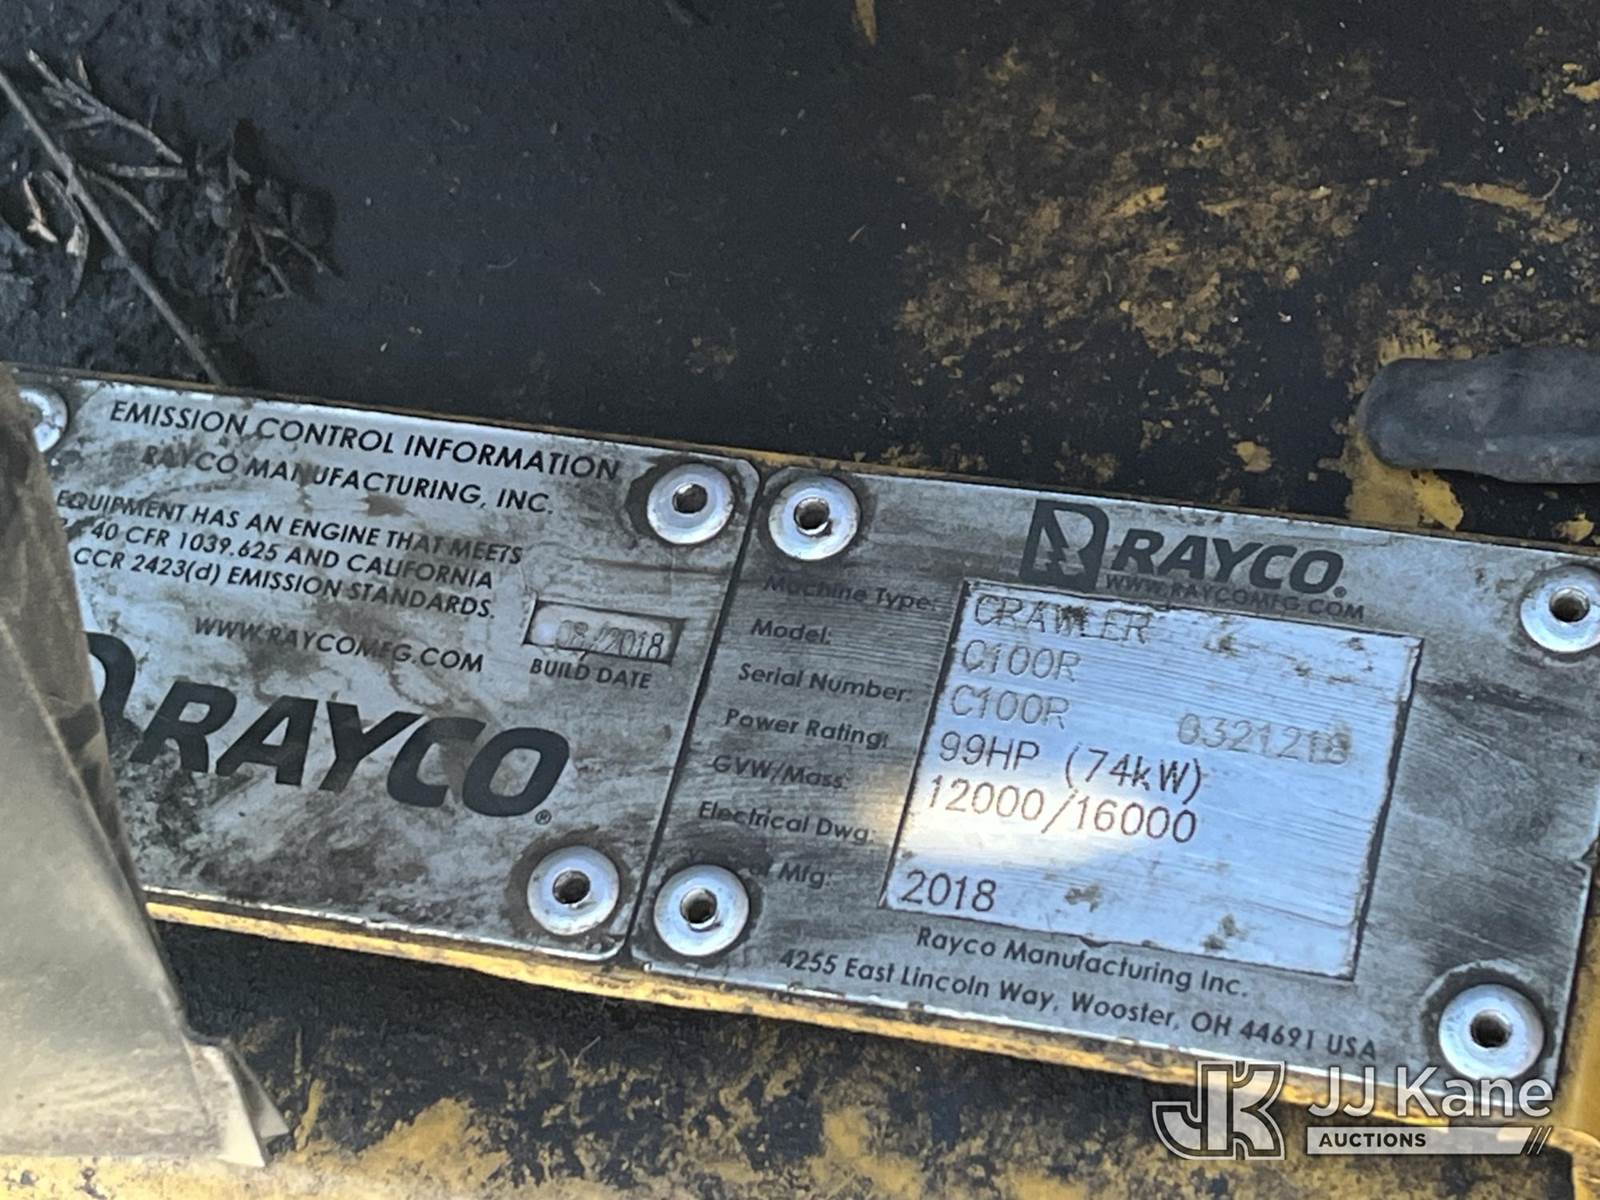 EMISSION CONTROL INFORMATION
RAYCO MANUFACTURING, INC.
EQUIPMENT HAS AN ENGINE THAT MEETS
40 CFR 1039.625 AND CALIFORNIA
CCR 2423(d) EMISSION STANDARDS.
WWW.RAYCOMFG.COM
08/2018
BUILD DATE
RAYCO®
RAYCO®
WWW.RAYCOMFG.COM
Machine Type: CRAWLER
Model: C100R
Serial Number: C100R 0321218
Power Rating: 99HP (74kW)
GVW/Mass: 12000/16000
Electrical Dwg:
of Mfg: 2018
Rayco Manufacturing Inc.
4255 East Lincoln Way, Wooster, OH 44691 USA
JK JJ Kane
AUCTIONS